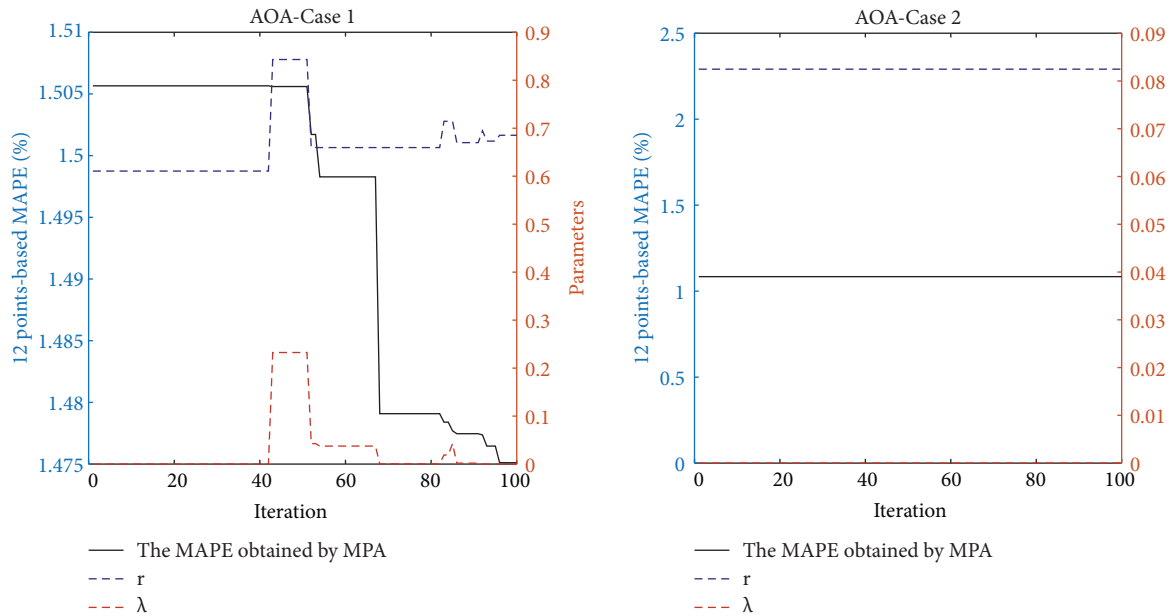 AOA-Case 1
1.51
1.505
1.5
1.495
1.49
1.485
1.48
1.475
12 points-based MAPE (%)
0.9
0.8
0.7
0.6
0.5
0.4
0.3
0.2
0.1
0
Parameters
0 20 40 60 80 100
Iteration
The MAPE obtained by MPA
r
λ
AOA-Case 2
2.5
2
1.5
1
0.5
0
12 points-based MAPE (%)
0.09
0.08
0.07
0.06
0.05
0.04
0.03
0.02
0.01
0
0 20 40 60 80 100
Iteration
The MAPE obtained by MPA
r
λ